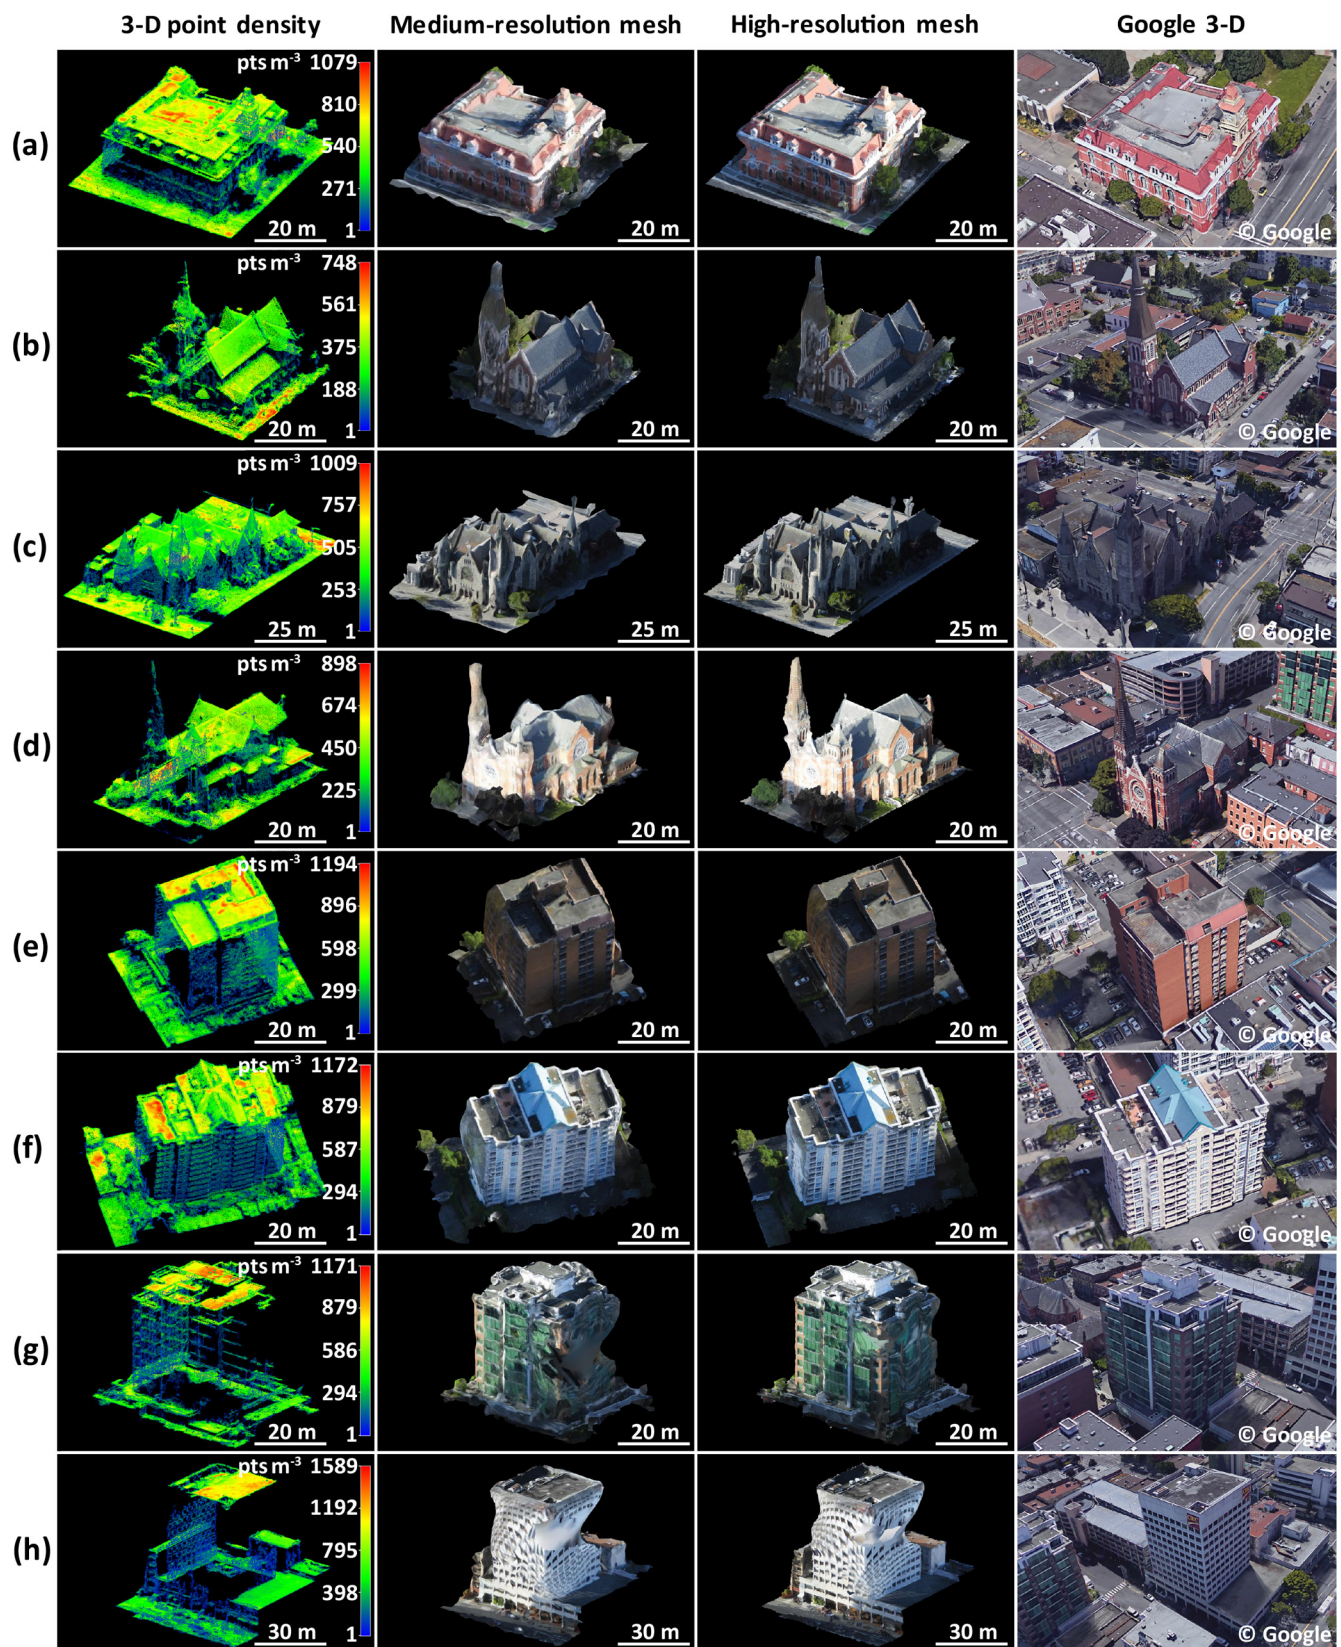 3-D point density Medium-resolution mesh High-resolution mesh Google 3-D
(a)
pts m⁻³ 1079
810
540
271
1
20 m
20 m
20 m
© Google
(b)
pts m⁻³ 748
561
375
188
1
20 m
20 m
20 m
© Google
(c)
pts m⁻³ 1009
757
505
253
1
25 m
25 m
25 m
© Google
(d)
pts m⁻³ 898
674
450
225
1
20 m
20 m
20 m
© Google
(e)
pts m⁻³ 1194
896
598
299
1
20 m
20 m
20 m
© Google
(f)
pts m⁻³ 1172
879
587
294
1
20 m
20 m
20 m
© Google
(g)
pts m⁻³ 1171
879
586
294
1
20 m
20 m
20 m
© Google
(h)
pts m⁻³ 1589
1192
795
398
1
30 m
30 m
30 m
© Google